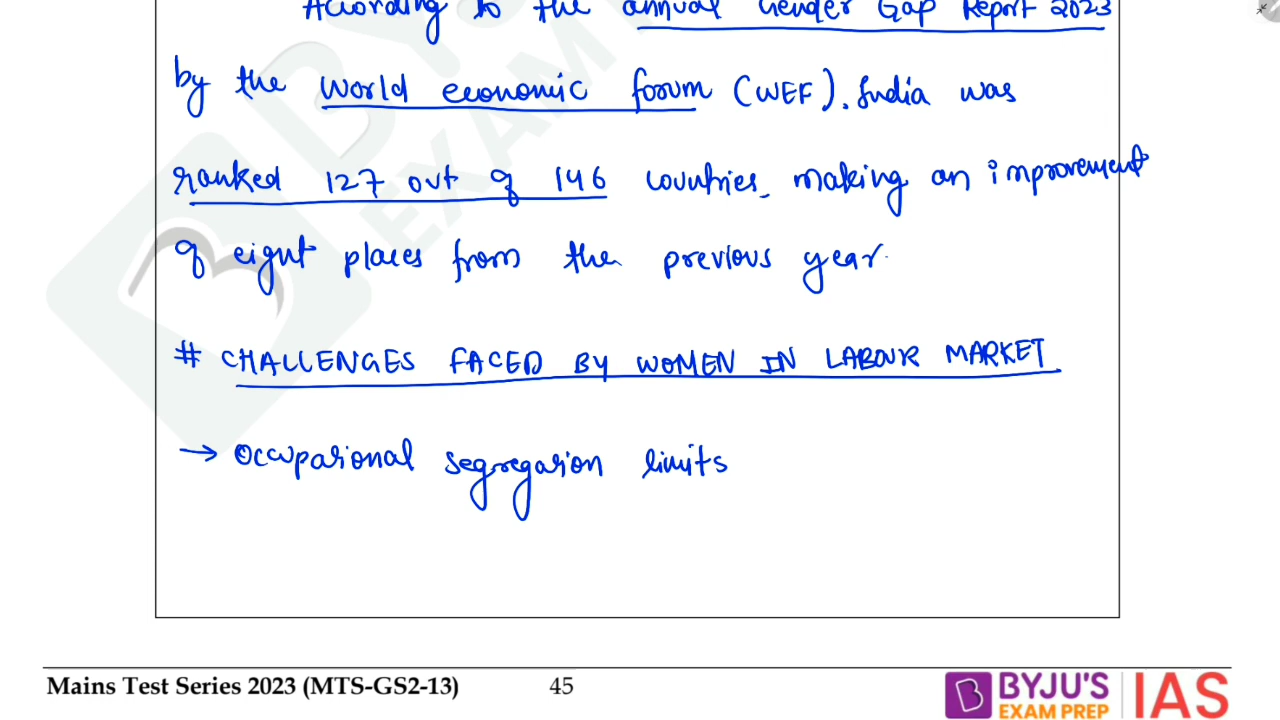 According to the annual Gender Gap Report 2023
by the World economic forum (WEF). India was
ranked 127 out of 146 countries. making an improvement
of eight places from the previous year.
# CHALLENGES FACED BY WOMEN IN LABOUR MARKET
→ Occupational segregation limits
Mains Test Series 2023 (MTS-GS2-13) 45
BYJU'S IAS
EXAM PREP